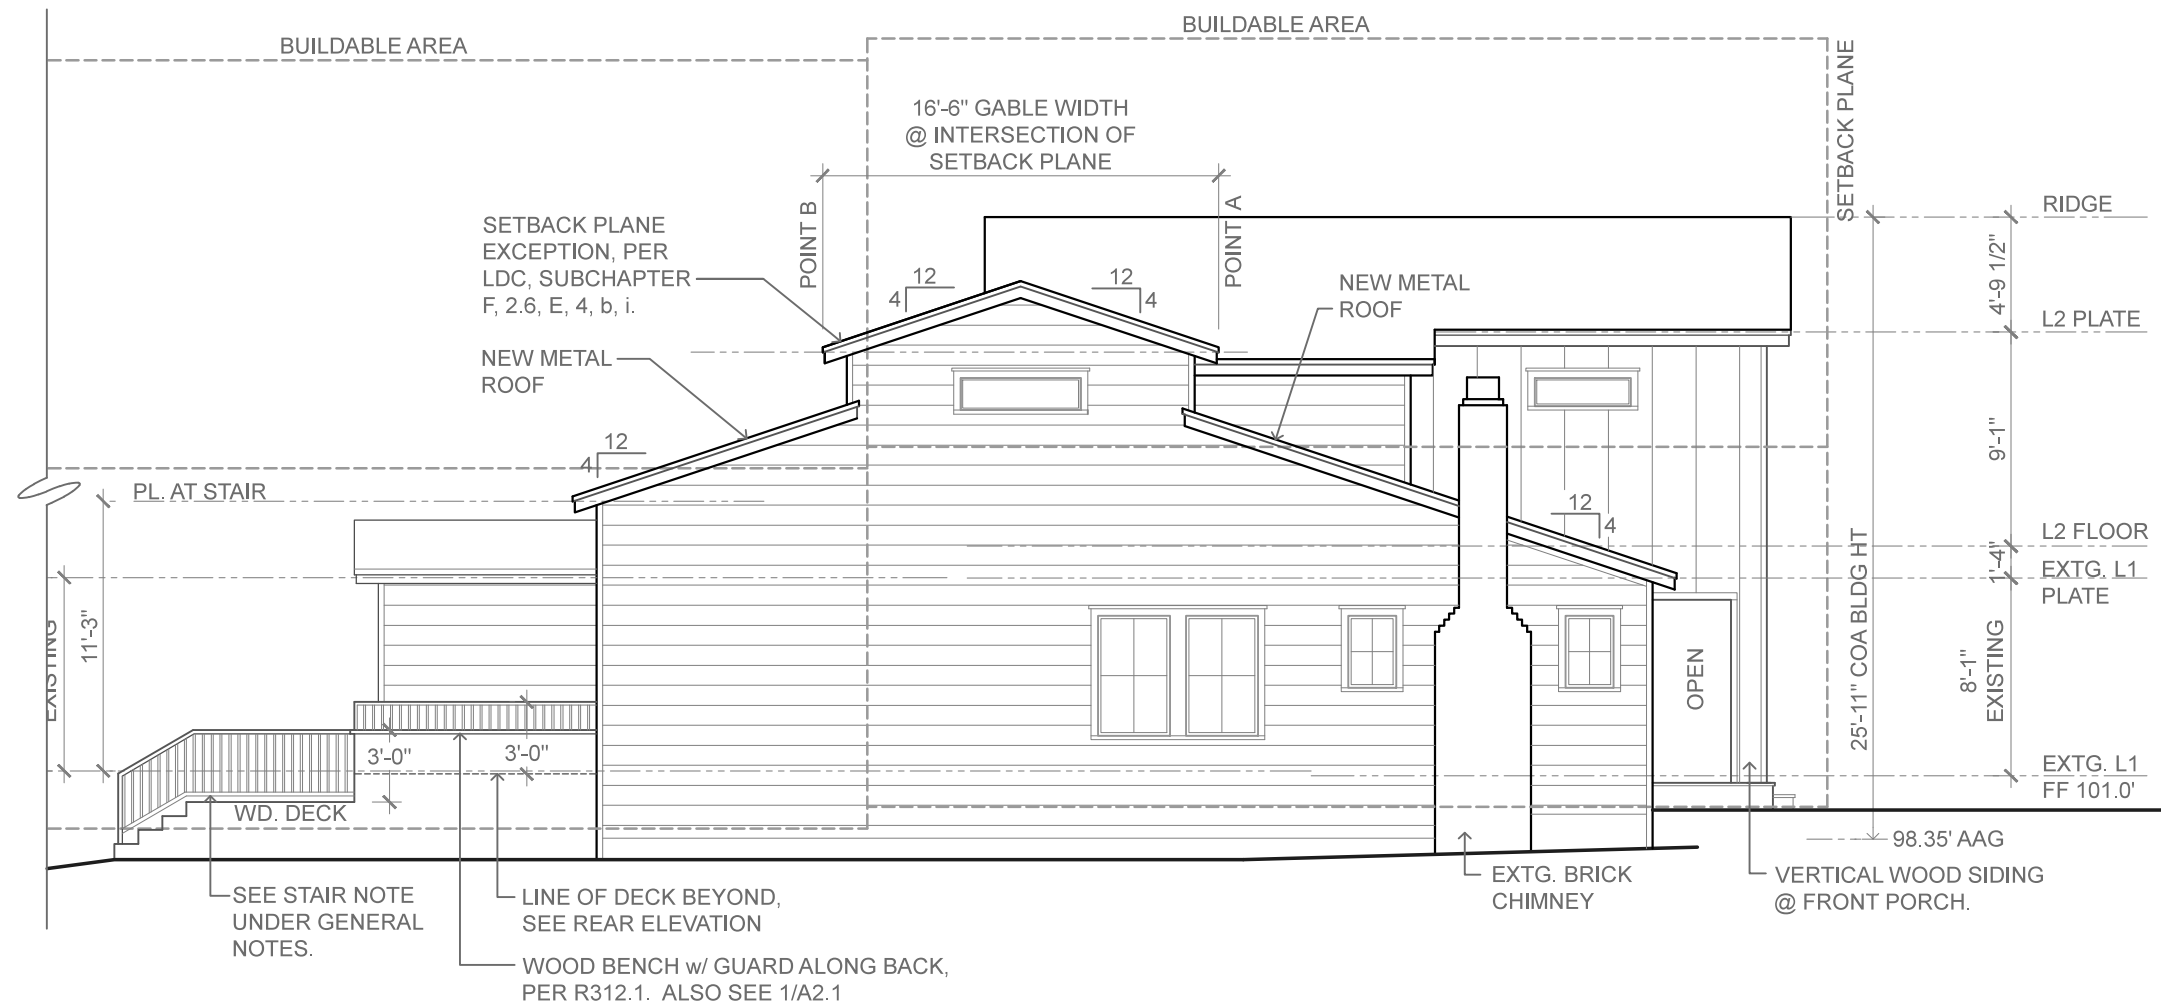 BUILDABLE AREA
BUILDABLE AREA
SETBACK PLANE
16'-6" GABLE WIDTH
@ INTERSECTION OF
SETBACK PLANE
POINT B
POINT A
SETBACK PLANE
EXCEPTION, PER
LDC, SUBCHAPTER
F, 2.6, E, 4, b, i.
12
4
12
4
NEW METAL
ROOF
NEW METAL
ROOF
RIDGE
4'-9 1/2"
L2 PLATE
9'-1"
12
4
PL. AT STAIR
12
4
L2 FLOOR
1'-4"
EXTG. L1
PLATE
25'-11" COA BLDG HT
8'-1"
EXISTING
EXISTING
11'-3"
OPEN
3'-0"
3'-0"
WD. DECK
EXTG. L1
FF 101.0'
98.35' AAG
SEE STAIR NOTE
UNDER GENERAL
NOTES.
LINE OF DECK BEYOND,
SEE REAR ELEVATION
WOOD BENCH w/ GUARD ALONG BACK,
PER R312.1. ALSO SEE 1/A2.1
EXTG. BRICK
CHIMNEY
VERTICAL WOOD SIDING
@ FRONT PORCH.